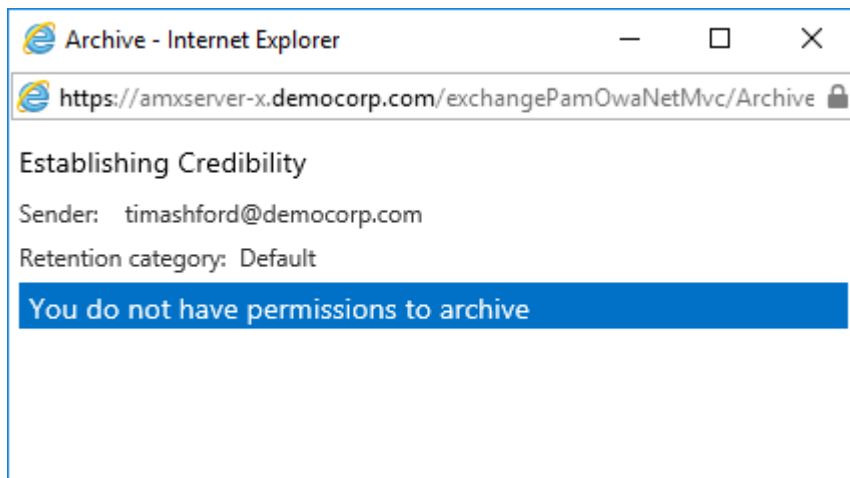 Archive - Internet Explorer
https://amxserver-x.democorp.com/exchangePamOwaNetMvc/Archive
Establishing Credibility
Sender: timashford@democorp.com
Retention category: Default
You do not have permissions to archive